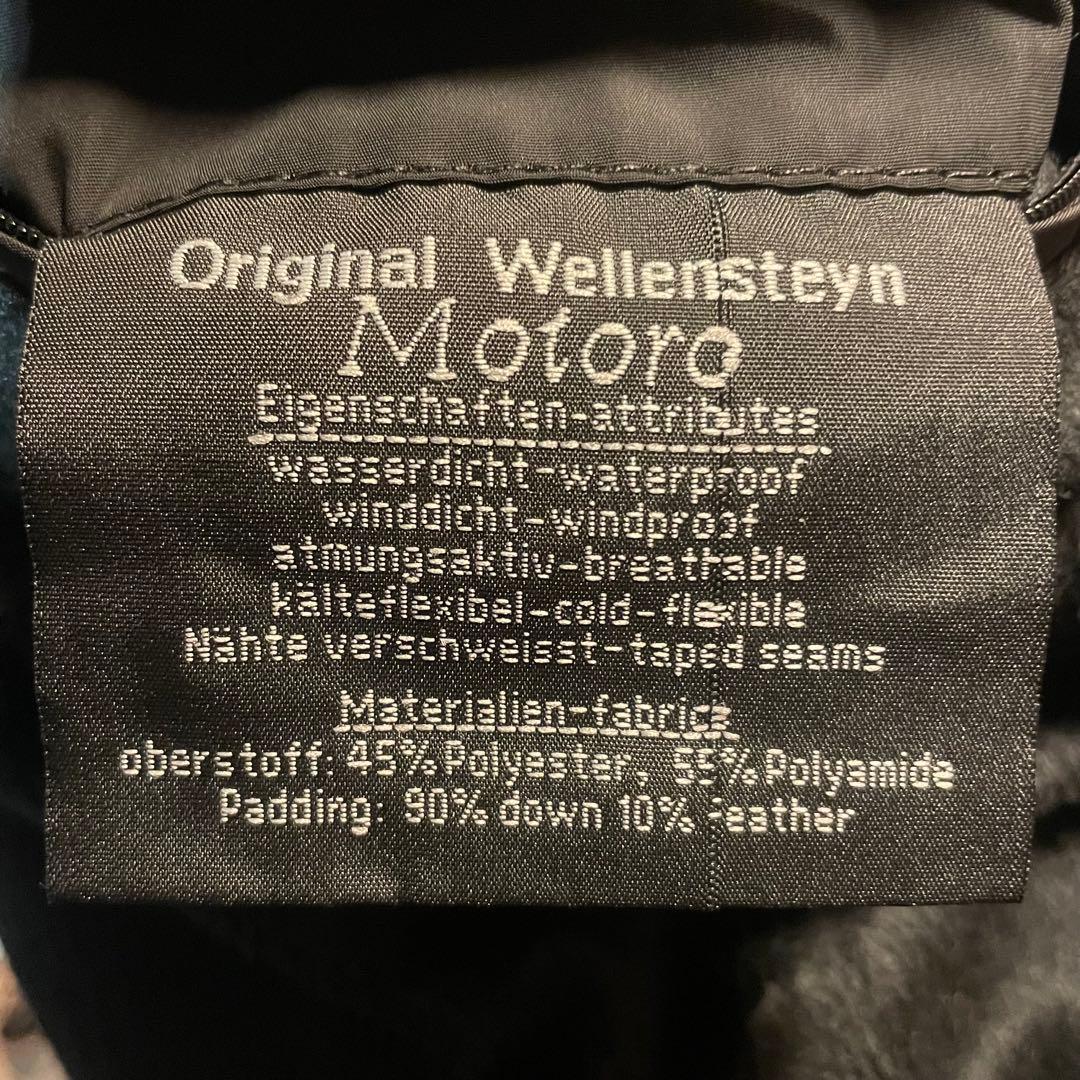 Original Wellensteyn
Motoro
Eigenschaften-attributes
wasserdicht-waterproof
winddicht-windproof
atmungsaktiv-breathable
kälteflexibel-cold-flexible
Nähte verschweisst-taped seams
Materialien-fabrics
oberstoff: 45% Polyester, 55% Polyamide
Padding: 90% down 10% feather